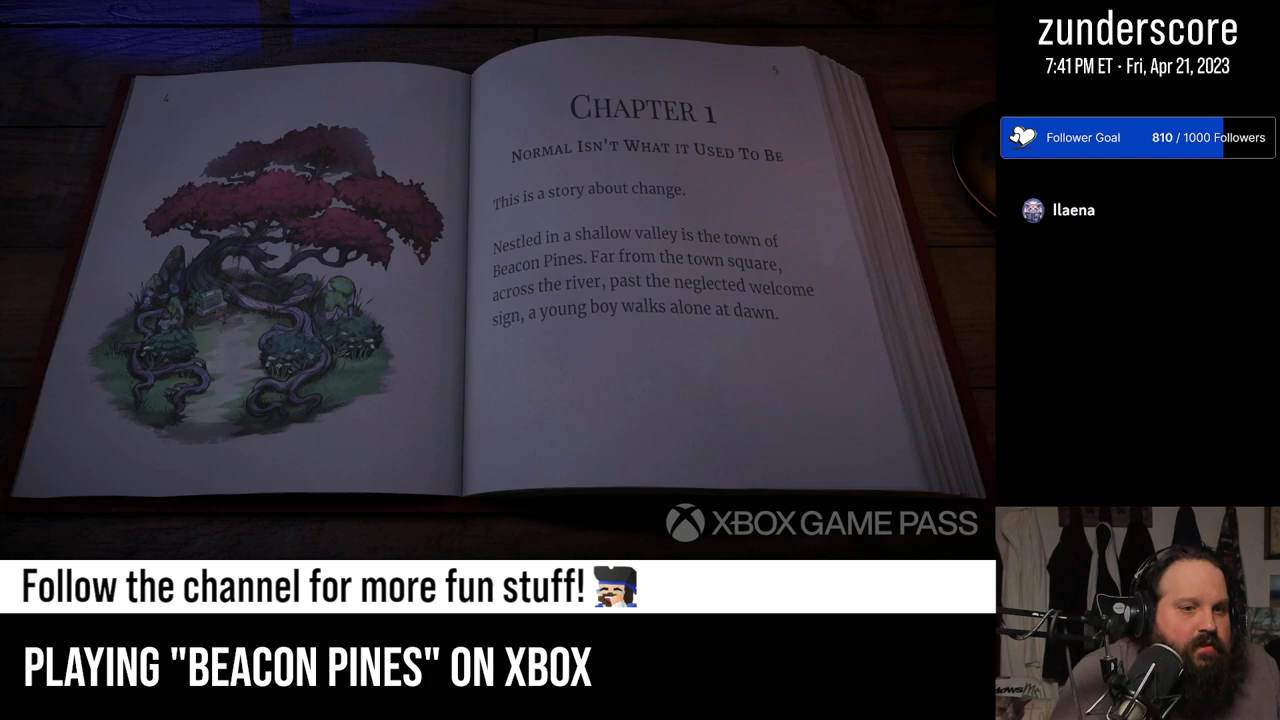 4
5
CHAPTER 1
NORMAL ISN'T WHAT IT USED TO BE
This is a story about change.
Nestled in a shallow valley is the town of
Beacon Pines. Far from the town square,
across the river, past the neglected welcome
sign, a young boy walks alone at dawn.
XBOX GAME PASS
Follow the channel for more fun stuff!
PLAYING "BEACON PINES" ON XBOX
zunderscore
7:41 PM ET · Fri, Apr 21, 2023
Follower Goal 810 / 1000 Followers
Ilaena